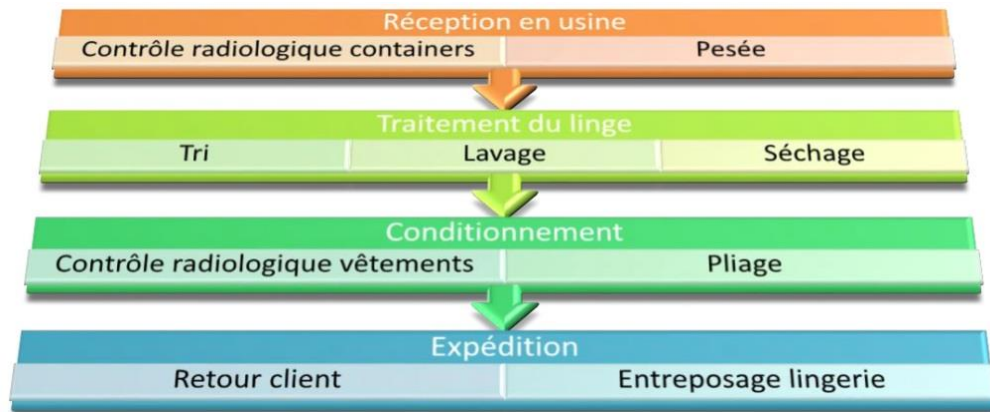 Réception en usine
Contrôle radiologique containers Pesée
Traitement du linge
Tri Lavage Séchage
Conditionnement
Contrôle radiologique vêtements Pliage
Expédition
Retour client Entreposage lingerie